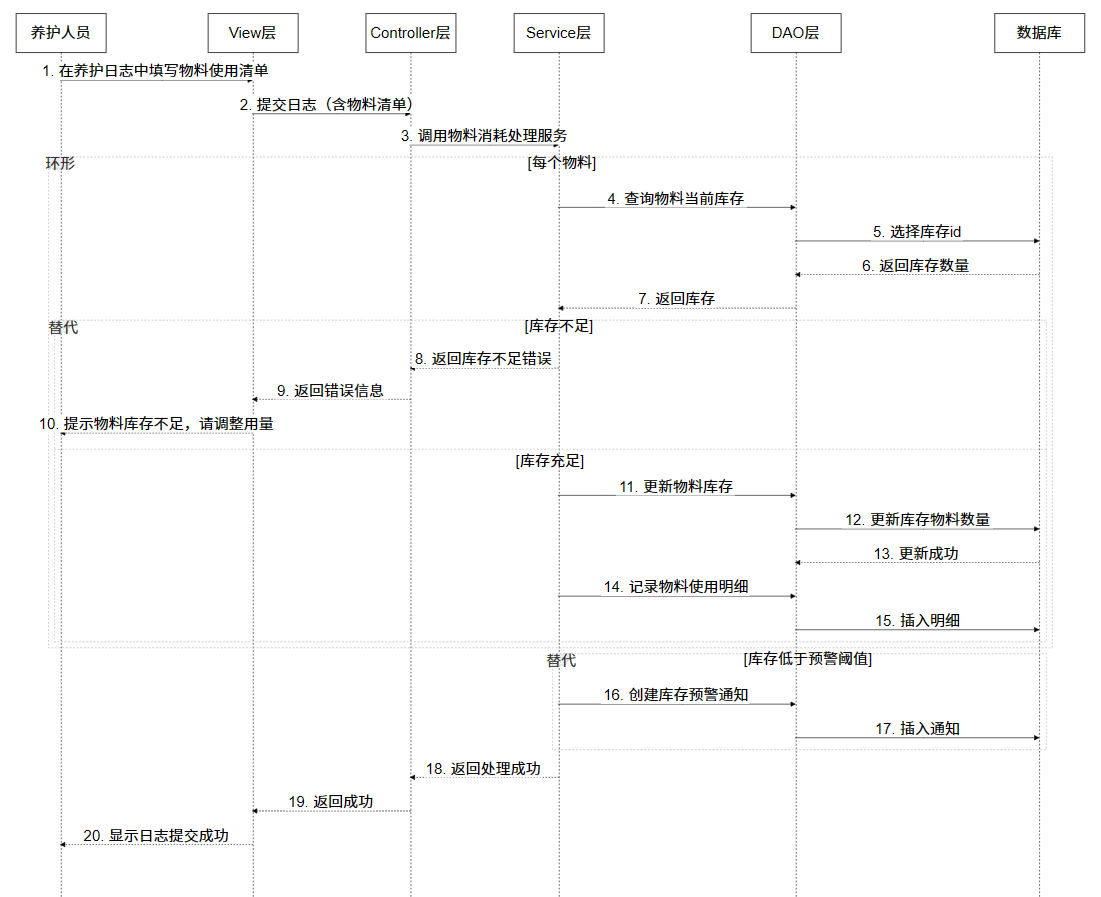 养护人员
View层
Controller层
Service层
DAO层
数据库
1. 在养护日志中填写物料使用清单
2. 提交日志（含物料清单）
3. 调用物料消耗处理服务
环形
[每个物料]
4. 查询物料当前库存
5. 选择库存id
6. 返回库存数量
7. 返回库存
替代
[库存不足]
8. 返回库存不足错误
9. 返回错误信息
10. 提示物料库存不足，请调整用量
[库存充足]
11. 更新物料库存
12. 更新库存物料数量
13. 更新成功
14. 记录物料使用明细
15. 插入明细
替代
[库存低于预警阈值]
16. 创建库存预警通知
17. 插入通知
18. 返回处理成功
19. 返回成功
20. 显示日志提交成功